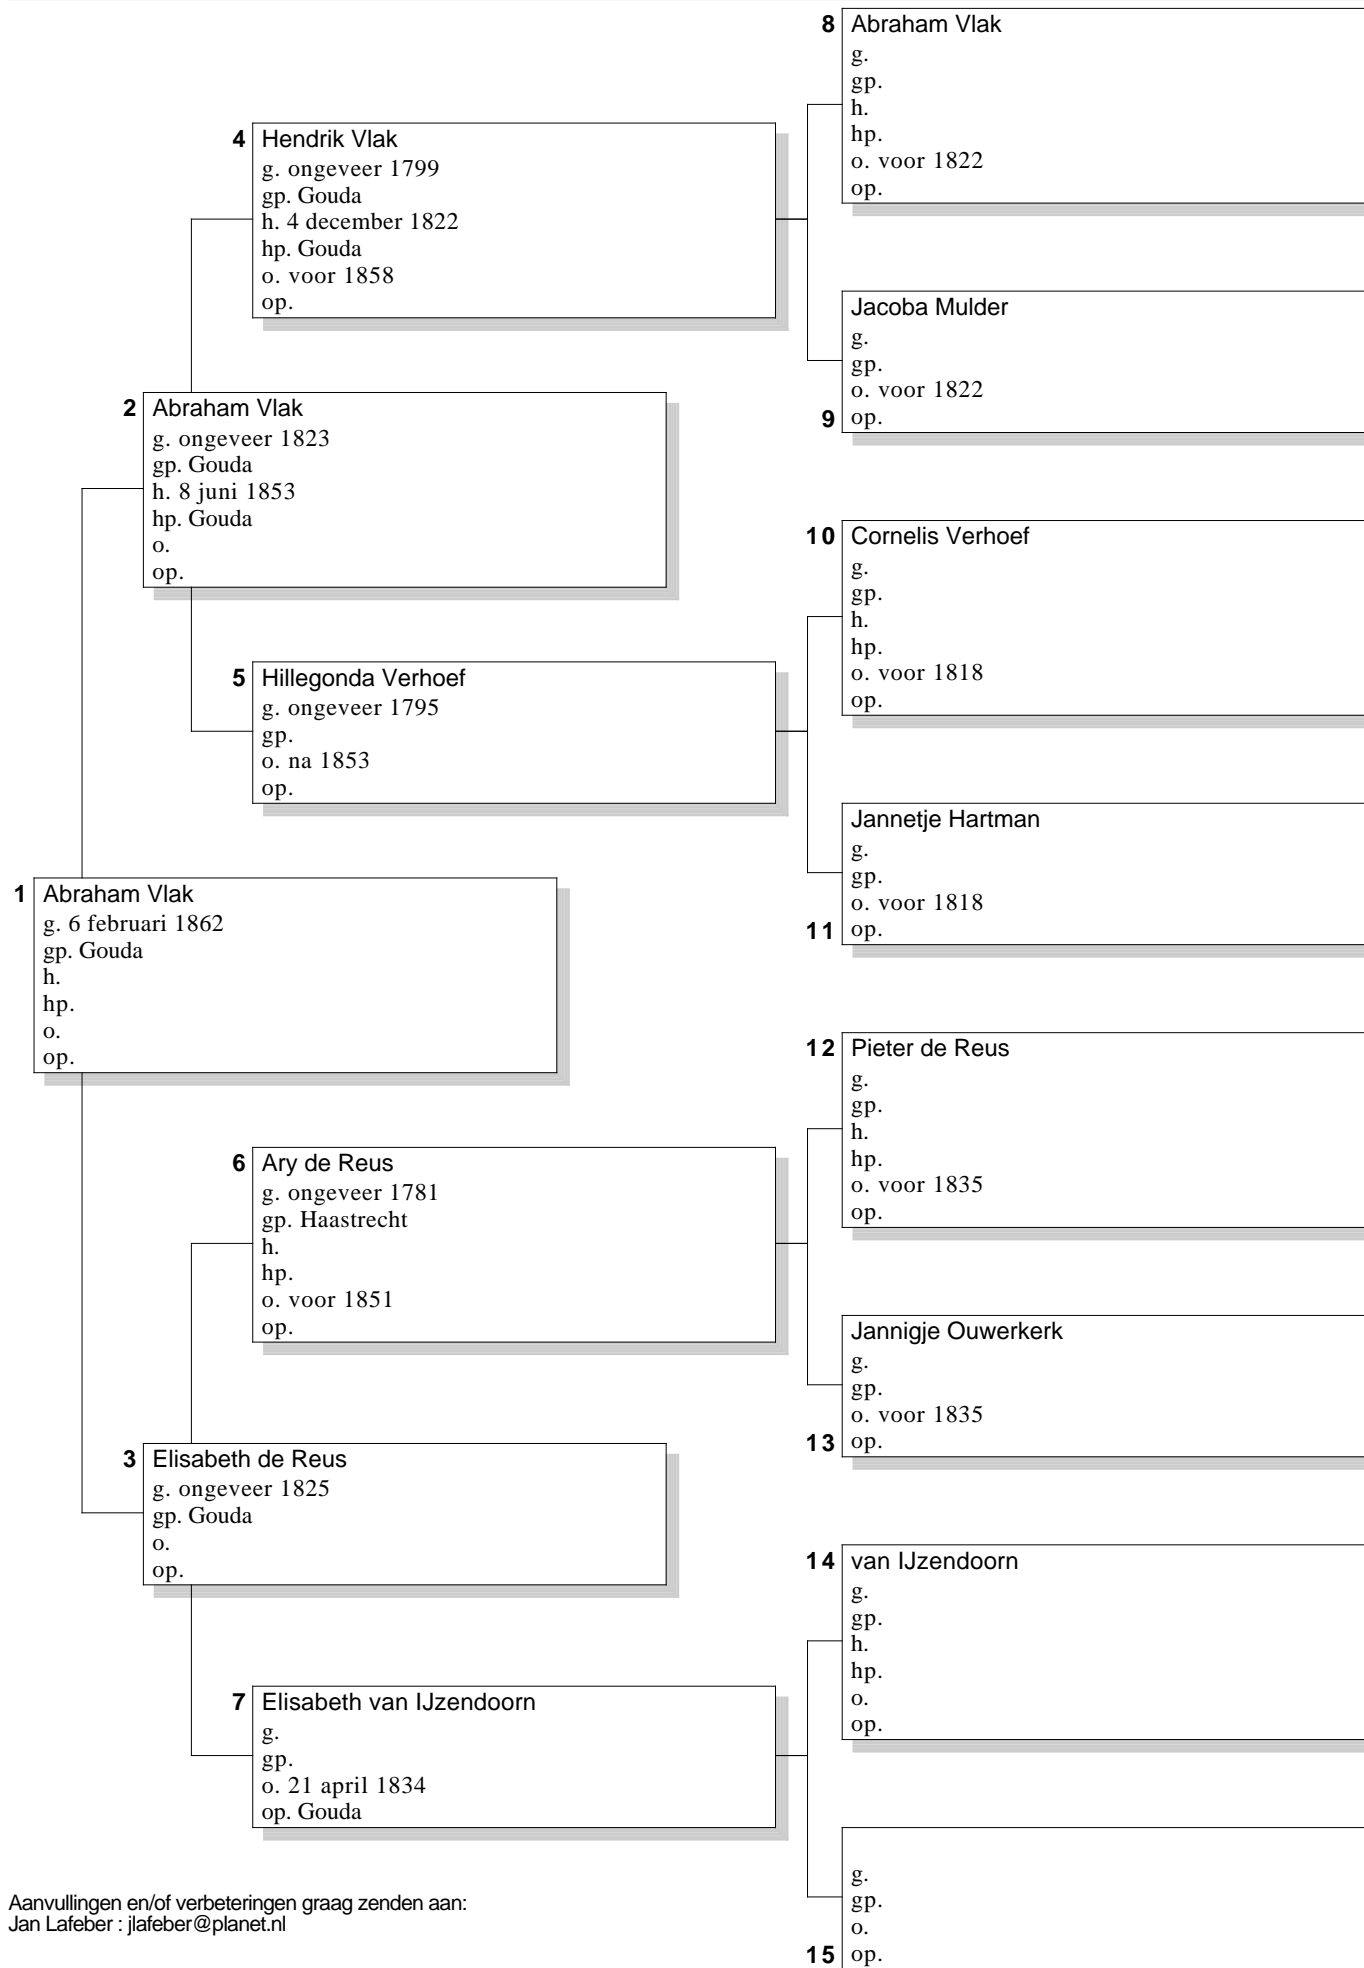 8 Abraham Vlak
g.
gp.
h.
hp.
o. voor 1822
op.
4 Hendrik Vlak
g. ongeveer 1799
gp. Gouda
h. 4 december 1822
hp. Gouda
o. voor 1858
op.
Jacoba Mulder
g.
gp.
o. voor 1822
9 op.
2 Abraham Vlak
g. ongeveer 1823
gp. Gouda
h. 8 juni 1853
hp. Gouda
o.
op.
10 Cornelis Verhoef
g.
gp.
h.
hp.
o. voor 1818
op.
5 Hillegonda Verhoef
g. ongeveer 1795
gp.
o. na 1853
op.
Jannetje Hartman
g.
gp.
o. voor 1818
11 op.
1 Abraham Vlak
g. 6 februari 1862
gp. Gouda
h.
hp.
o.
op.
12 Pieter de Reus
g.
gp.
h.
hp.
o. voor 1835
op.
6 Ary de Reus
g. ongeveer 1781
gp. Haastrecht
h.
hp.
o. voor 1851
op.
Jannigje Ouwerkerk
g.
gp.
o. voor 1835
13 op.
3 Elisabeth de Reus
g. ongeveer 1825
gp. Gouda
o.
op.
14 van IJzendoorn
g.
gp.
h.
hp.
o.
op.
7 Elisabeth van IJzendoorn
g.
gp.
o. 21 april 1834
op. Gouda
g.
gp.
o.
15 op.
Aanvullingen en/of verbeteringen graag zenden aan:
Jan Lafeber : jlafeber@planet.nl